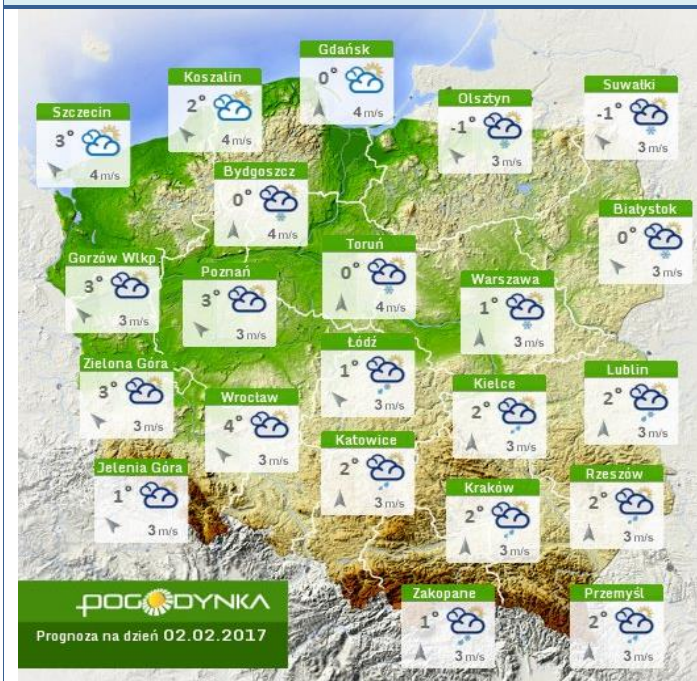 Gdańsk
0°
4 m/s
Koszalin
2°
4 m/s
Suwałki
-1°
3 m/s
Olsztyn
-1°
3 m/s
Szczecin
3°
4 m/s
Bydgoszcz
0°
4 m/s
Białystok
0°
3 m/s
Toruń
0°
4 m/s
Gorzów Wlkp
3°
3 m/s
Poznań
3°
3 m/s
Warszawa
1°
3 m/s
Łódź
1°
3 m/s
Zielona Góra
3°
3 m/s
Lublin
2°
3 m/s
Kielce
2°
3 m/s
Wrocław
4°
3 m/s
Katowice
2°
3 m/s
Jelenia Góra
1°
3 m/s
Rzeszów
2°
3 m/s
Kraków
2°
3 m/s
Zakopane
1°
3 m/s
Przemyśl
2°
3 m/s
POGODYNKA
Prognoza na dzień 02.02.2017